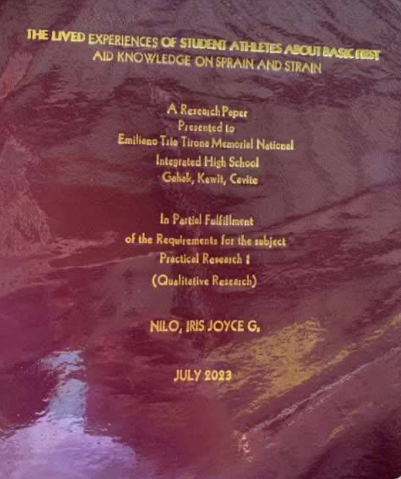 THE LIVED EXPERIENCES OF STUDENT ATHLETES ABOUT BASIC FIRST
AID KNOWLEDGE ON SPRAIN AND STRAIN
A Research Paper
Presented to
Emiliano Tria Tirona Memorial National
Integrated High School
Gahak, Kawit, Cavite
In Partial Fulfillment
of the Requirements for the subject
Practical Research 1
(Qualitative Research)
NILO, IRIS JOYCE G.
JULY 2023